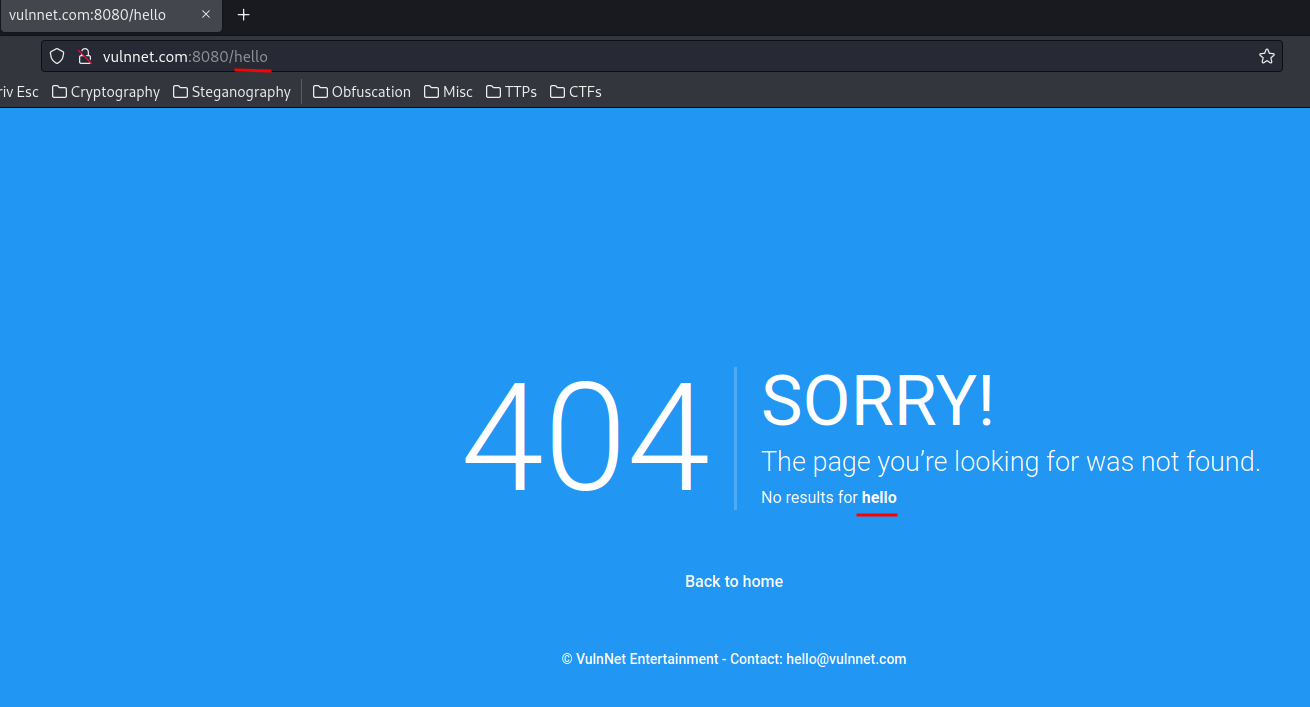 vulnnet.com:8080/hello
vulnnet.com:8080/hello
riv Esc Cryptography Steganography Obfuscation Misc TTPs CTFs
404
SORRY!
The page you’re looking for was not found.
No results for hello
Back to home
© VulnNet Entertainment - Contact: hello@vulnnet.com